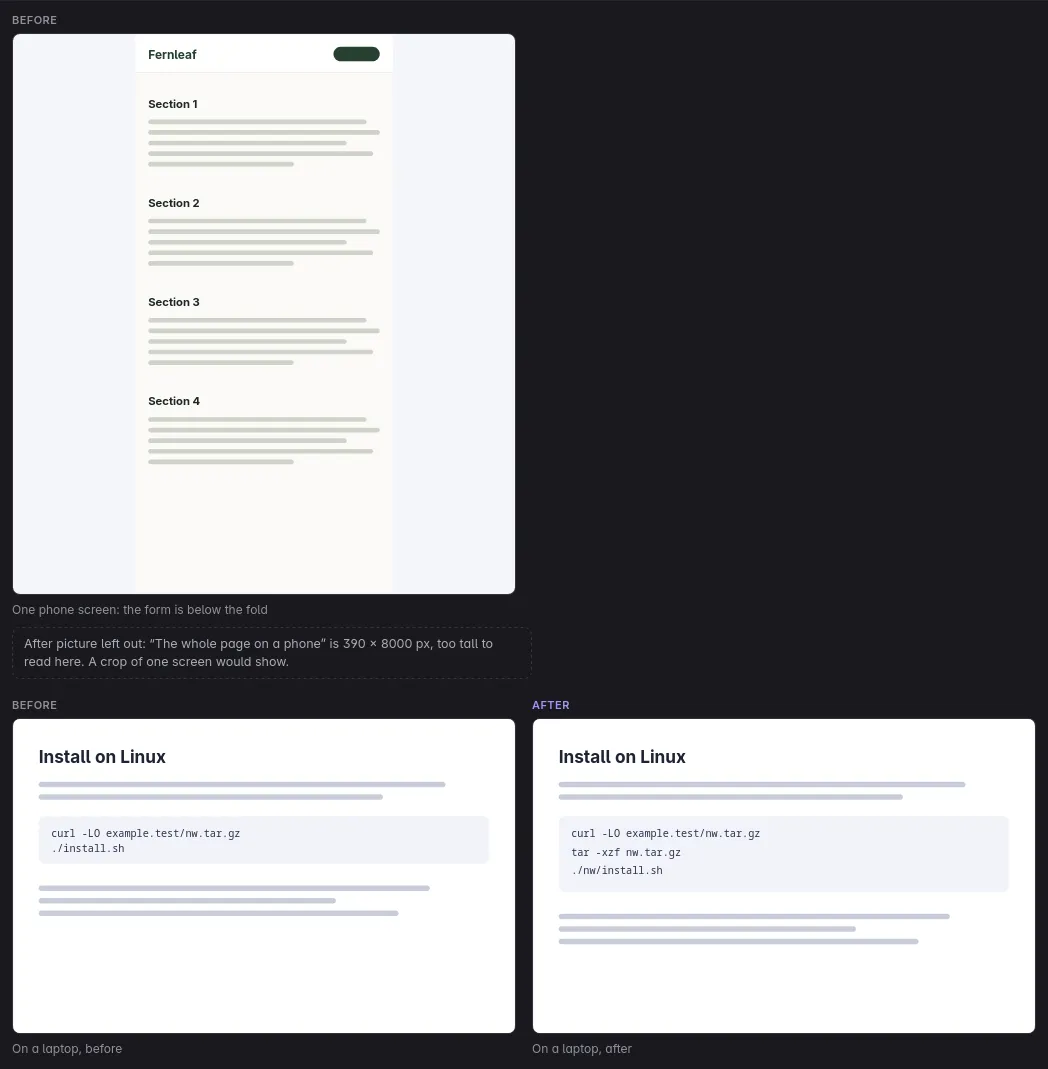 BEFORE
Fernleaf
Section 1
Section 2
Section 3
Section 4
One phone screen: the form is below the fold
After picture left out: “The whole page on a phone” is 390 × 8000 px, too tall to
read here. A crop of one screen would show.
BEFORE
Install on Linux
curl -LO example.test/nw.tar.gz
./install.sh
On a laptop, before
AFTER
Install on Linux
curl -LO example.test/nw.tar.gz
tar -xzf nw.tar.gz
./nw/install.sh
On a laptop, after